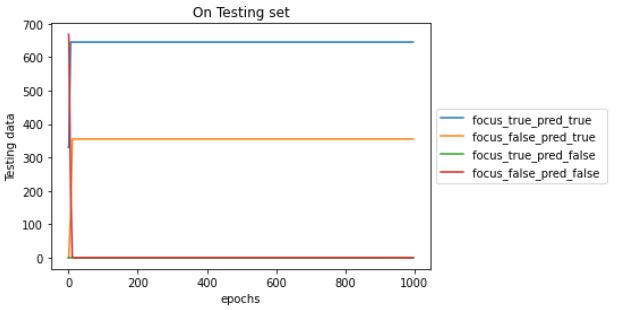 On Testing set
700
600
500
400
300
200
100
0
Testing data
0 200 400 600 800 1000
epochs
focus_true_pred_true
focus_false_pred_true
focus_true_pred_false
focus_false_pred_false